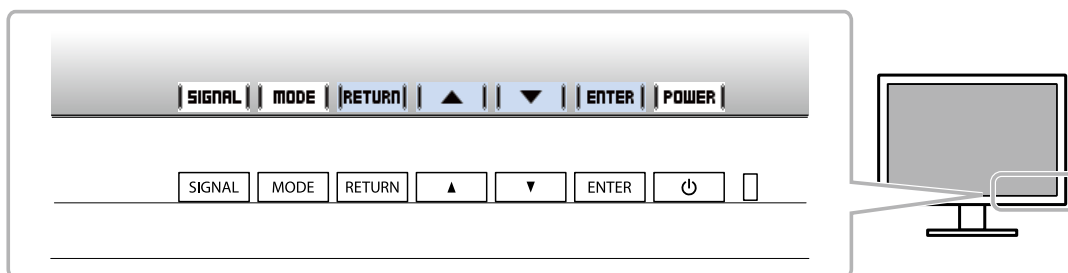 SIGNAL MODE RETURN ▲ ▼ ENTER POWER
SIGNAL MODE RETURN ▲ ▼ ENTER ⏻